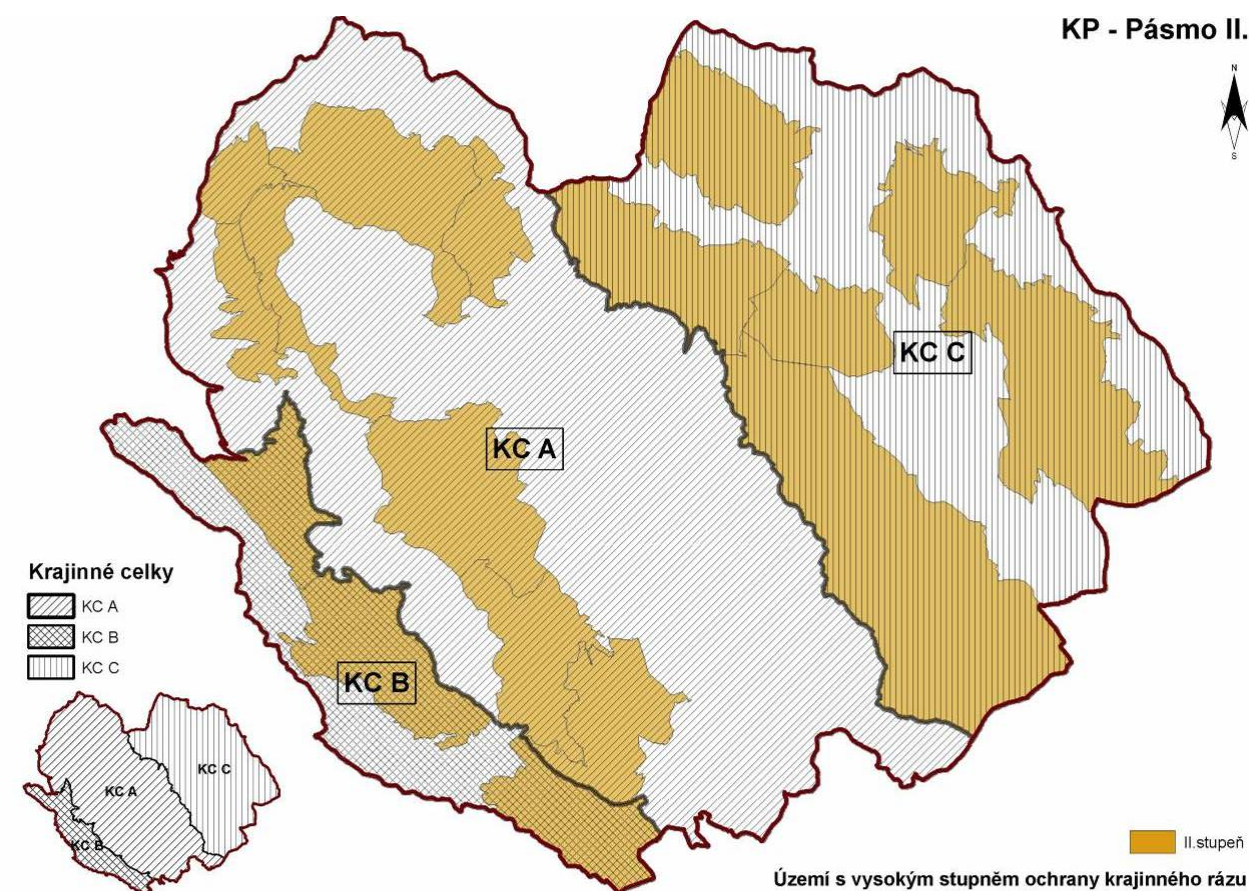 KP - Pásmo II.
N
S
KC C
KC A
KC B
Krajinné celky
KC A
KC B
KC C
KC C
KC A
KC B
II.stupeň
Území s vysokým stupněm ochrany krajinného rázu